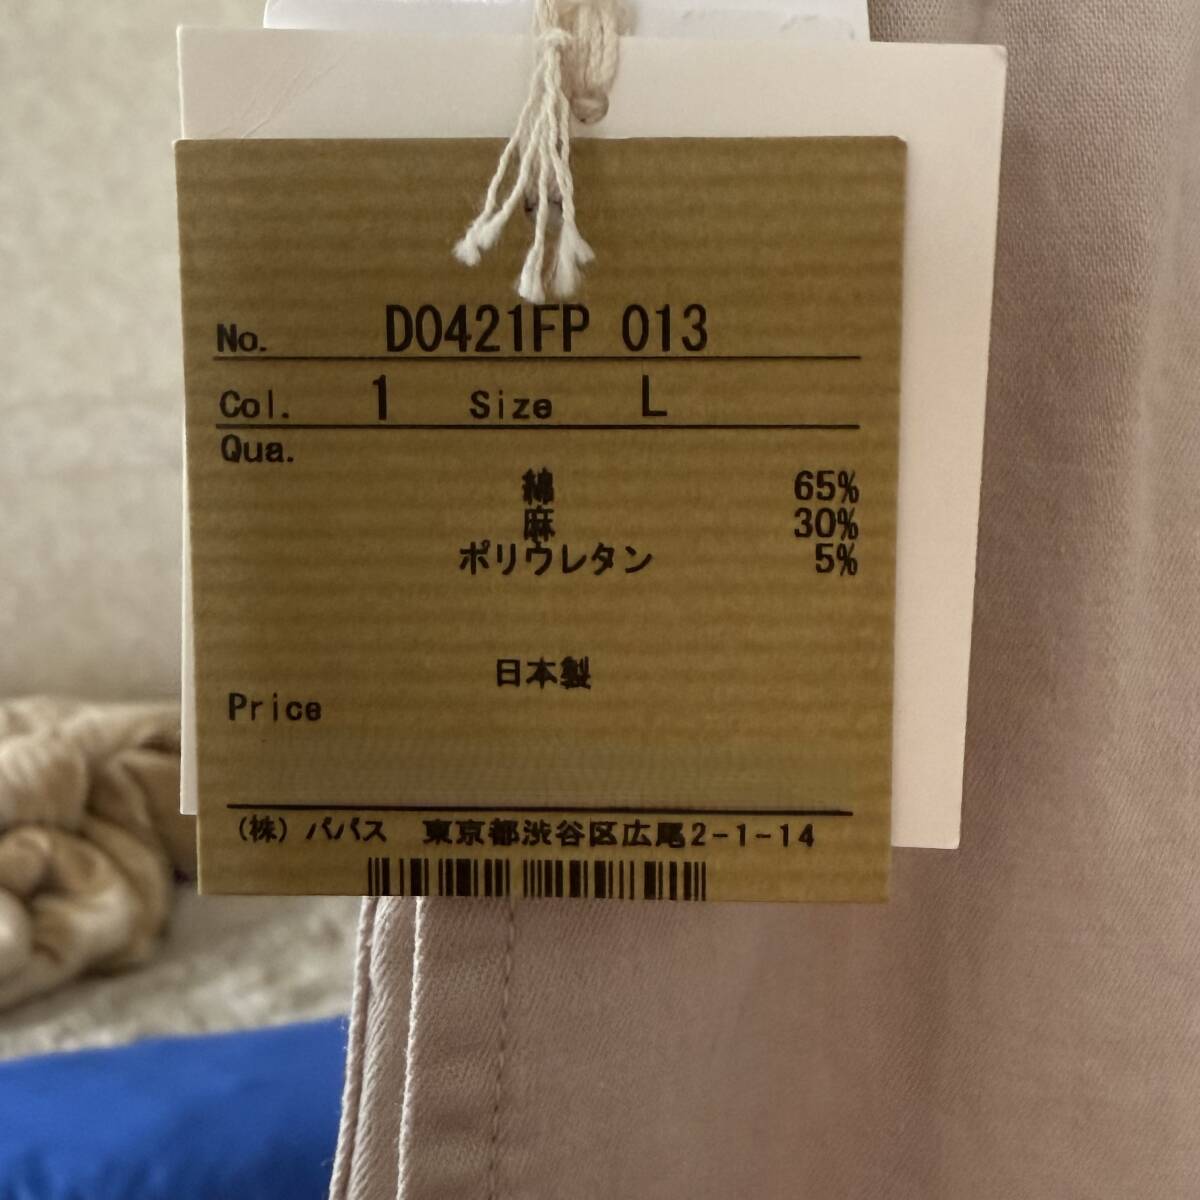 No. D0421FP 013
Col. 1 Size L
Qua.
綿 65%
麻 30%
ポリウレタン 5%
日本製
Price
(株) パパス 東京都渋谷区広尾2-1-14